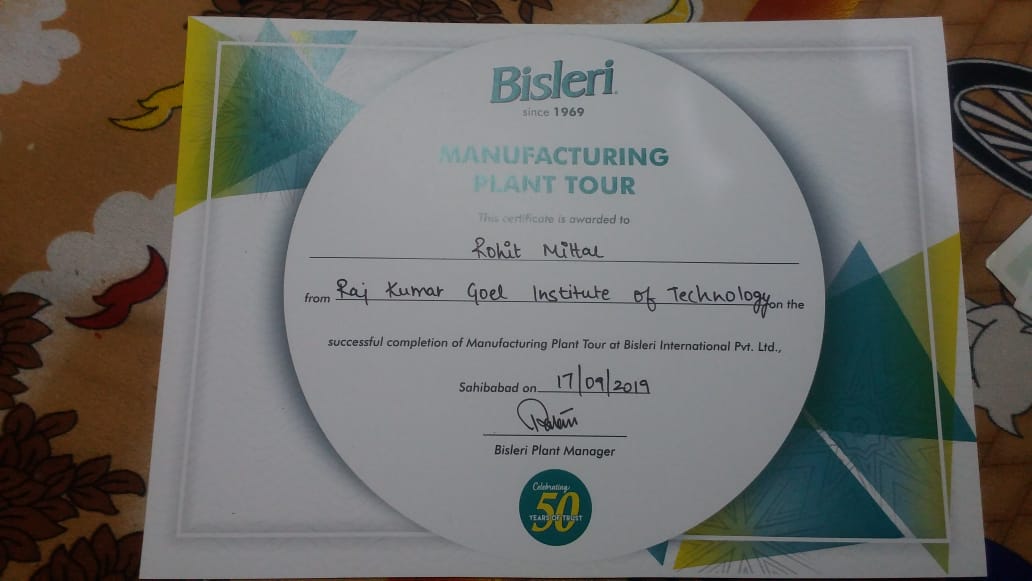 Bisleri
since 1969
MANUFACTURING
PLANT TOUR
This certificate is awarded to
Rohit Mittal
from Raj Kumar Goel Institute of Technology on the
successful completion of Manufacturing Plant Tour at Bisleri International Pvt. Ltd.,
Sahibabad on 17/09/2019
Bisleri Plant Manager
Celebrating
50
YEARS OF TRUST